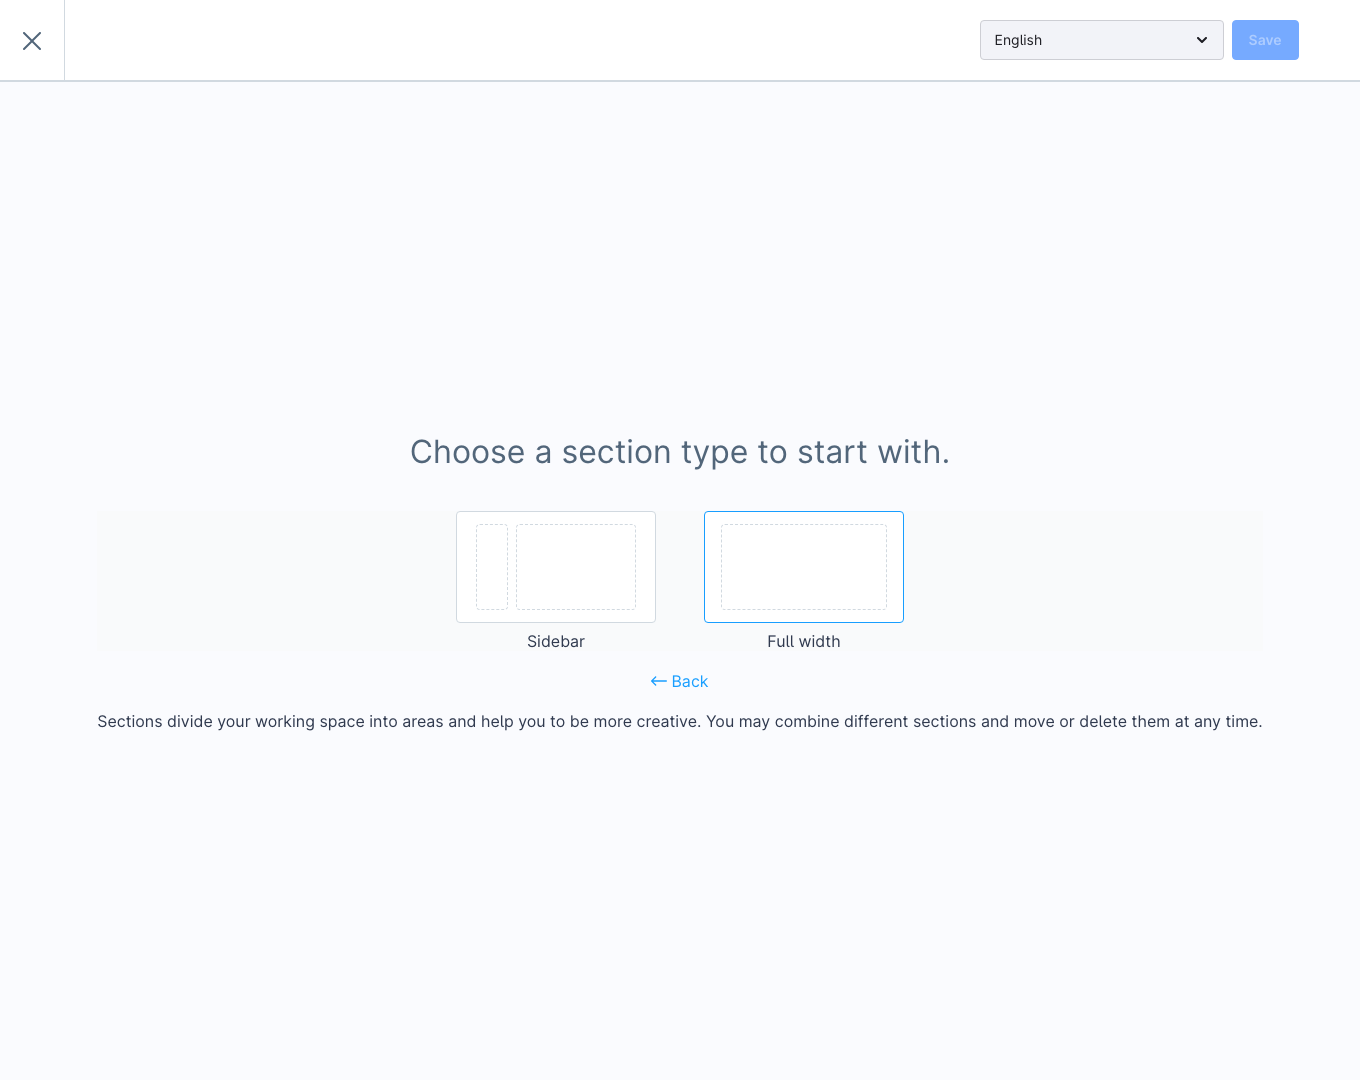 English
Save
Choose a section type to start with.
Sidebar
Full width
Back
Sections divide your working space into areas and help you to be more creative. You may combine different sections and move or delete them at any time.